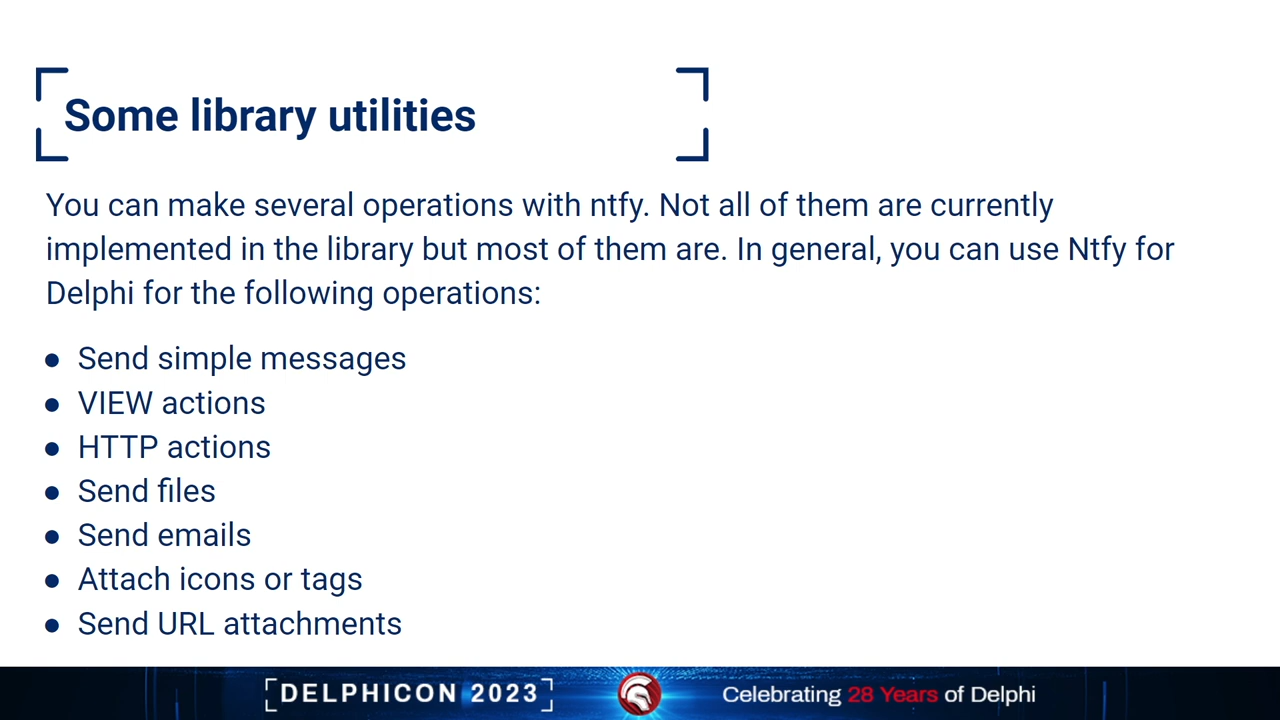 Some library utilities
You can make several operations with ntfy. Not all of them are currently
implemented in the library but most of them are. In general, you can use Ntfy for
Delphi for the following operations:
● Send simple messages
● VIEW actions
● HTTP actions
● Send files
● Send emails
● Attach icons or tags
● Send URL attachments
DELPHICON 2023 Celebrating 28 Years of Delphi